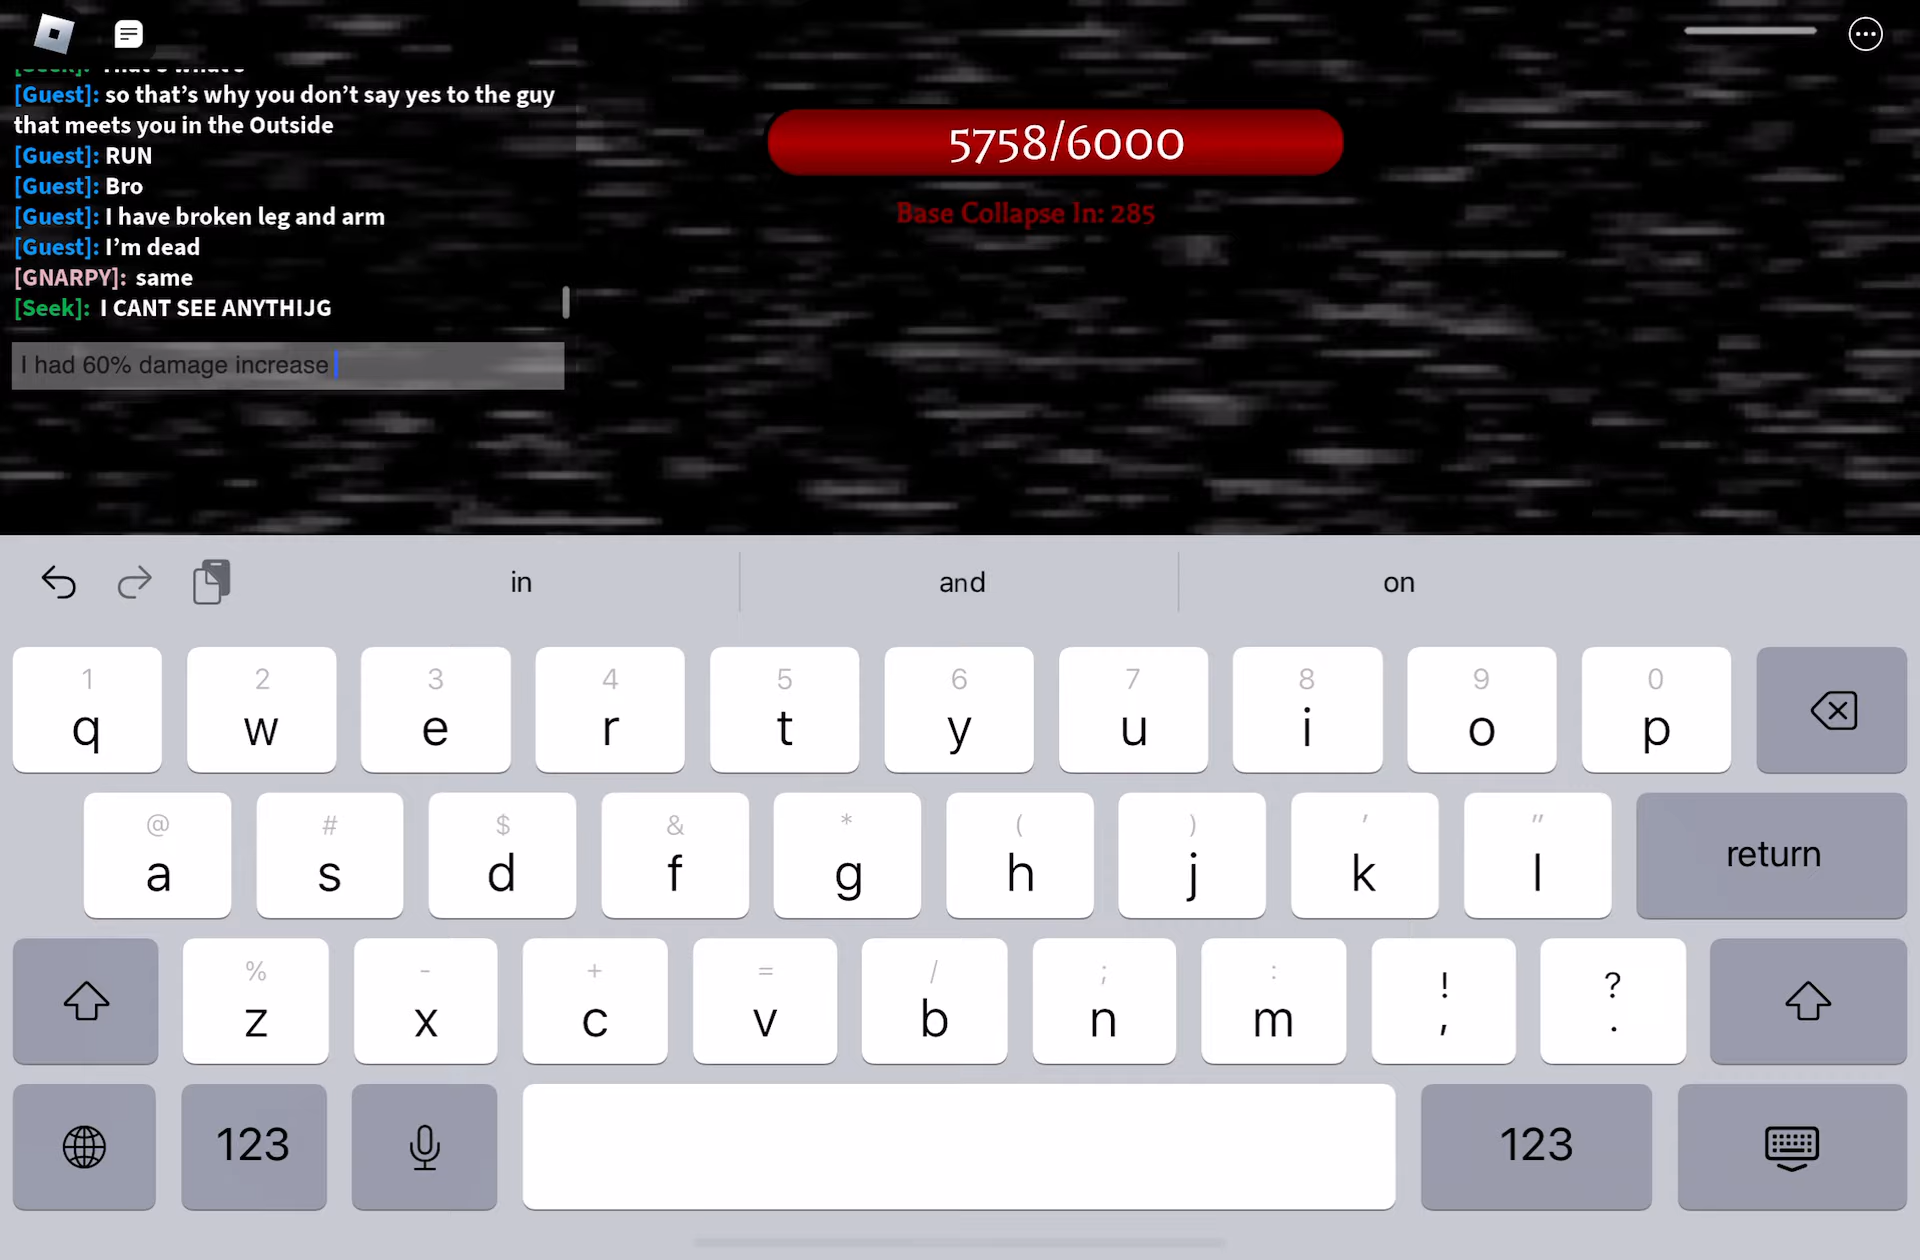 [Seek]: That's what's
[Guest]: so that’s why you don’t say yes to the guy
that meets you in the Outside
[Guest]: RUN
[Guest]: Bro
[Guest]: I have broken leg and arm
[Guest]: I’m dead
[GNARPY]: same
[Seek]: I CANT SEE ANYTHIJG
I had 60% damage increase
5758/6000
Base Collapse In: 285
in and on
1 2 3 4 5 6 7 8 9 0
q w e r t y u i o p
@ # $ & * ( ) ' "
a s d f g h j k l return
% - + = / ; : ! ?
z x c v b n m , .
123 123